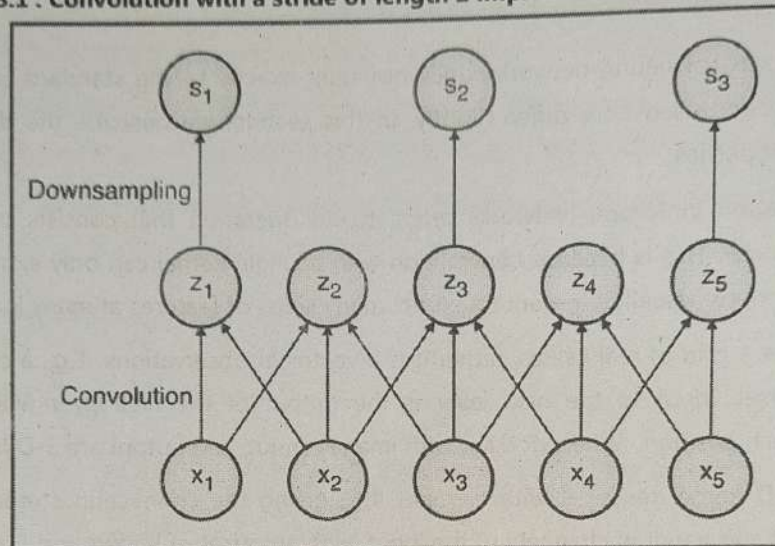 : Convolution with a stride of length
S1 S2 S3
Downsampling
Z1 Z2 Z3 Z4 Z5
Convolution
X1 X2 X3 X4 X5